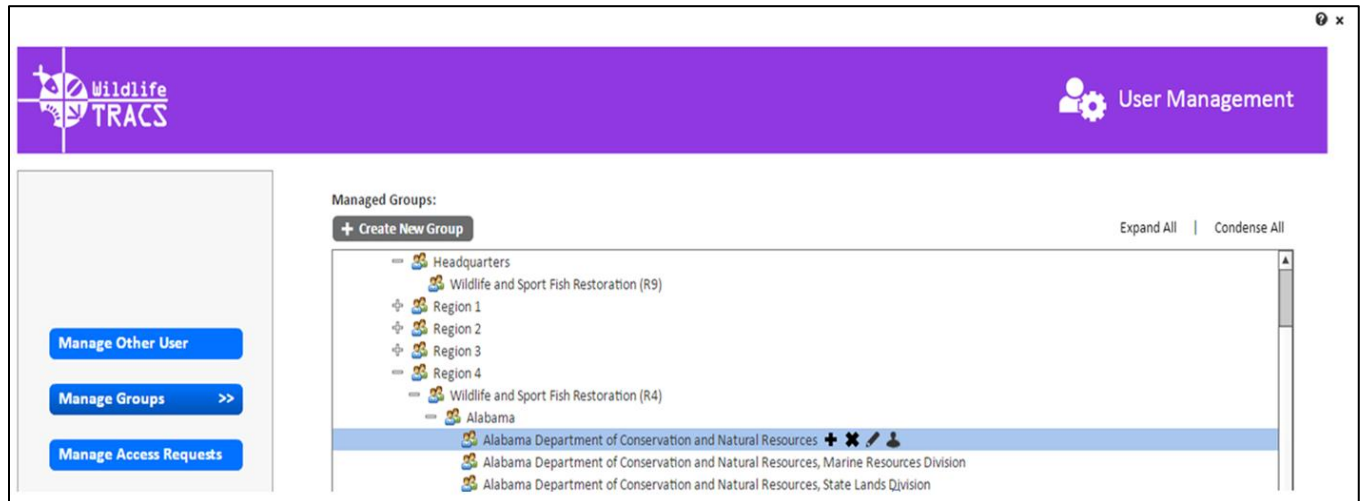 Wildlife
TRACS
User Management
Managed Groups:
+ Create New Group
Expand All | Condense All
Headquarters
Wildlife and Sport Fish Restoration (R9)
Region 1
Region 2
Region 3
Region 4
Wildlife and Sport Fish Restoration (R4)
Alabama
Alabama Department of Conservation and Natural Resources
Alabama Department of Conservation and Natural Resources, Marine Resources Division
Alabama Department of Conservation and Natural Resources, State Lands Division
Manage Other User
Manage Groups >>
Manage Access Requests